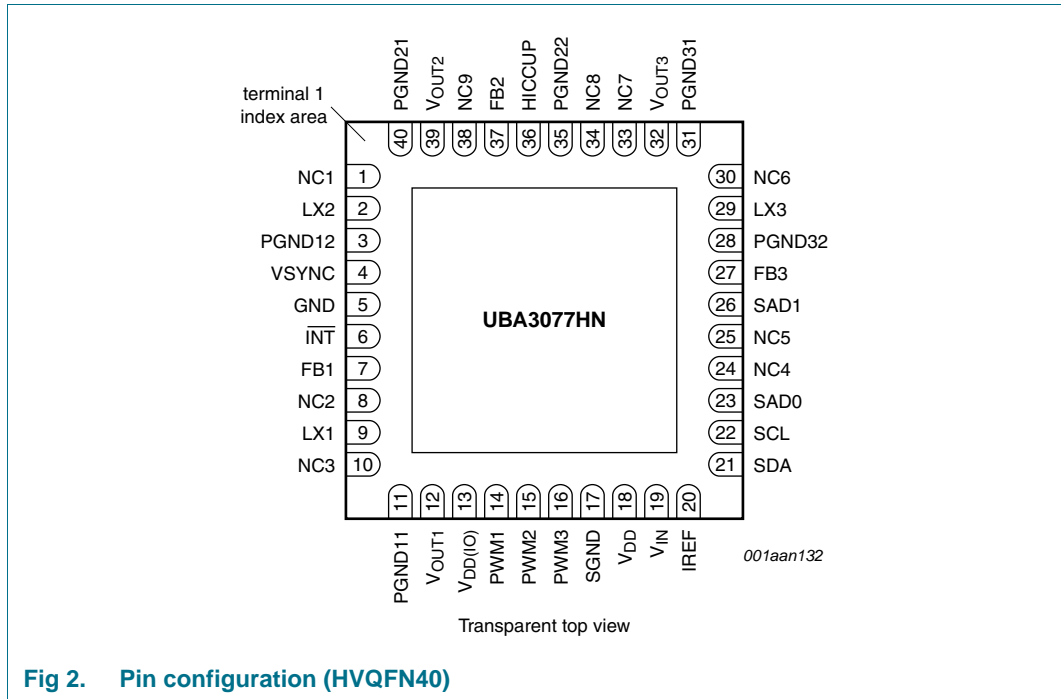 PGND21
VOUT2
NC9
FB2
HICCUP
PGND22
NC8
NC7
VOUT3
PGND31
terminal 1
index area
40
39
38
37
36
35
34
33
32
31
NC1 1
LX2 2
PGND12 3
VSYNC 4
GND 5
INT 6
FB1 7
NC2 8
LX1 9
NC3 10
UBA3077HN
30 NC6
29 LX3
28 PGND32
27 FB3
26 SAD1
25 NC5
24 NC4
23 SAD0
22 SCL
21 SDA
11
12
13
14
15
16
17
18
19
20
PGND11
VOUT1
VDD(IO)
PWM1
PWM2
PWM3
SGND
VDD
VIN
IREF
001aan132
Transparent top view
Fig 2. Pin configuration (HVQFN40)